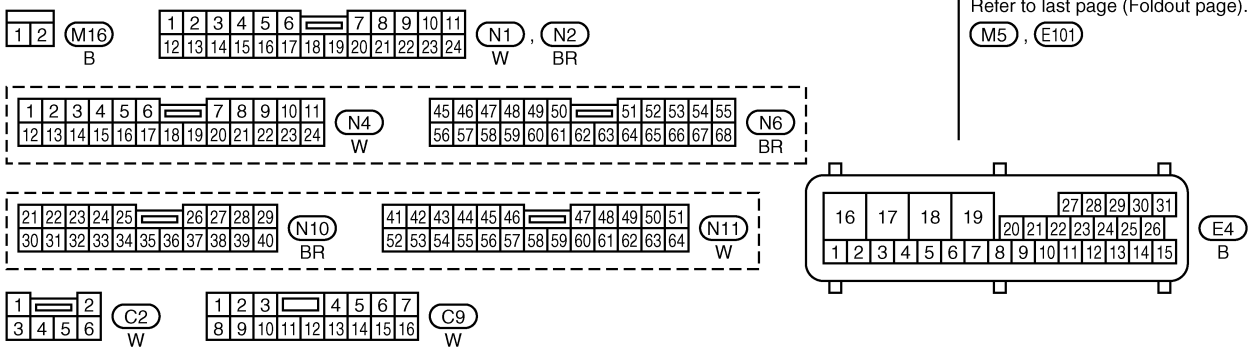 Refer to last page (Foldout page).
M5 , E101
1 2 M16 B
1 2 3 4 5 6 7 8 9 10 11
12 13 14 15 16 17 18 19 20 21 22 23 24
N1 , N2
W BR
1 2 3 4 5 6 7 8 9 10 11
12 13 14 15 16 17 18 19 20 21 22 23 24
N4
W
45 46 47 48 49 50 51 52 53 54 55
56 57 58 59 60 61 62 63 64 65 66 67 68
N6
BR
21 22 23 24 25 26 27 28 29
30 31 32 33 34 35 36 37 38 39 40
N10
BR
41 42 43 44 45 46 47 48 49 50 51
52 53 54 55 56 57 58 59 60 61 62 63 64
N11
W
16 17 18 19 27 28 29 30 31
20 21 22 23 24 25 26
1 2 3 4 5 6 7 8 9 10 11 12 13 14 15
E4
B
1 2
3 4 5 6
C2
W
1 2 3 4 5 6 7
8 9 10 11 12 13 14 15 16
C9
W